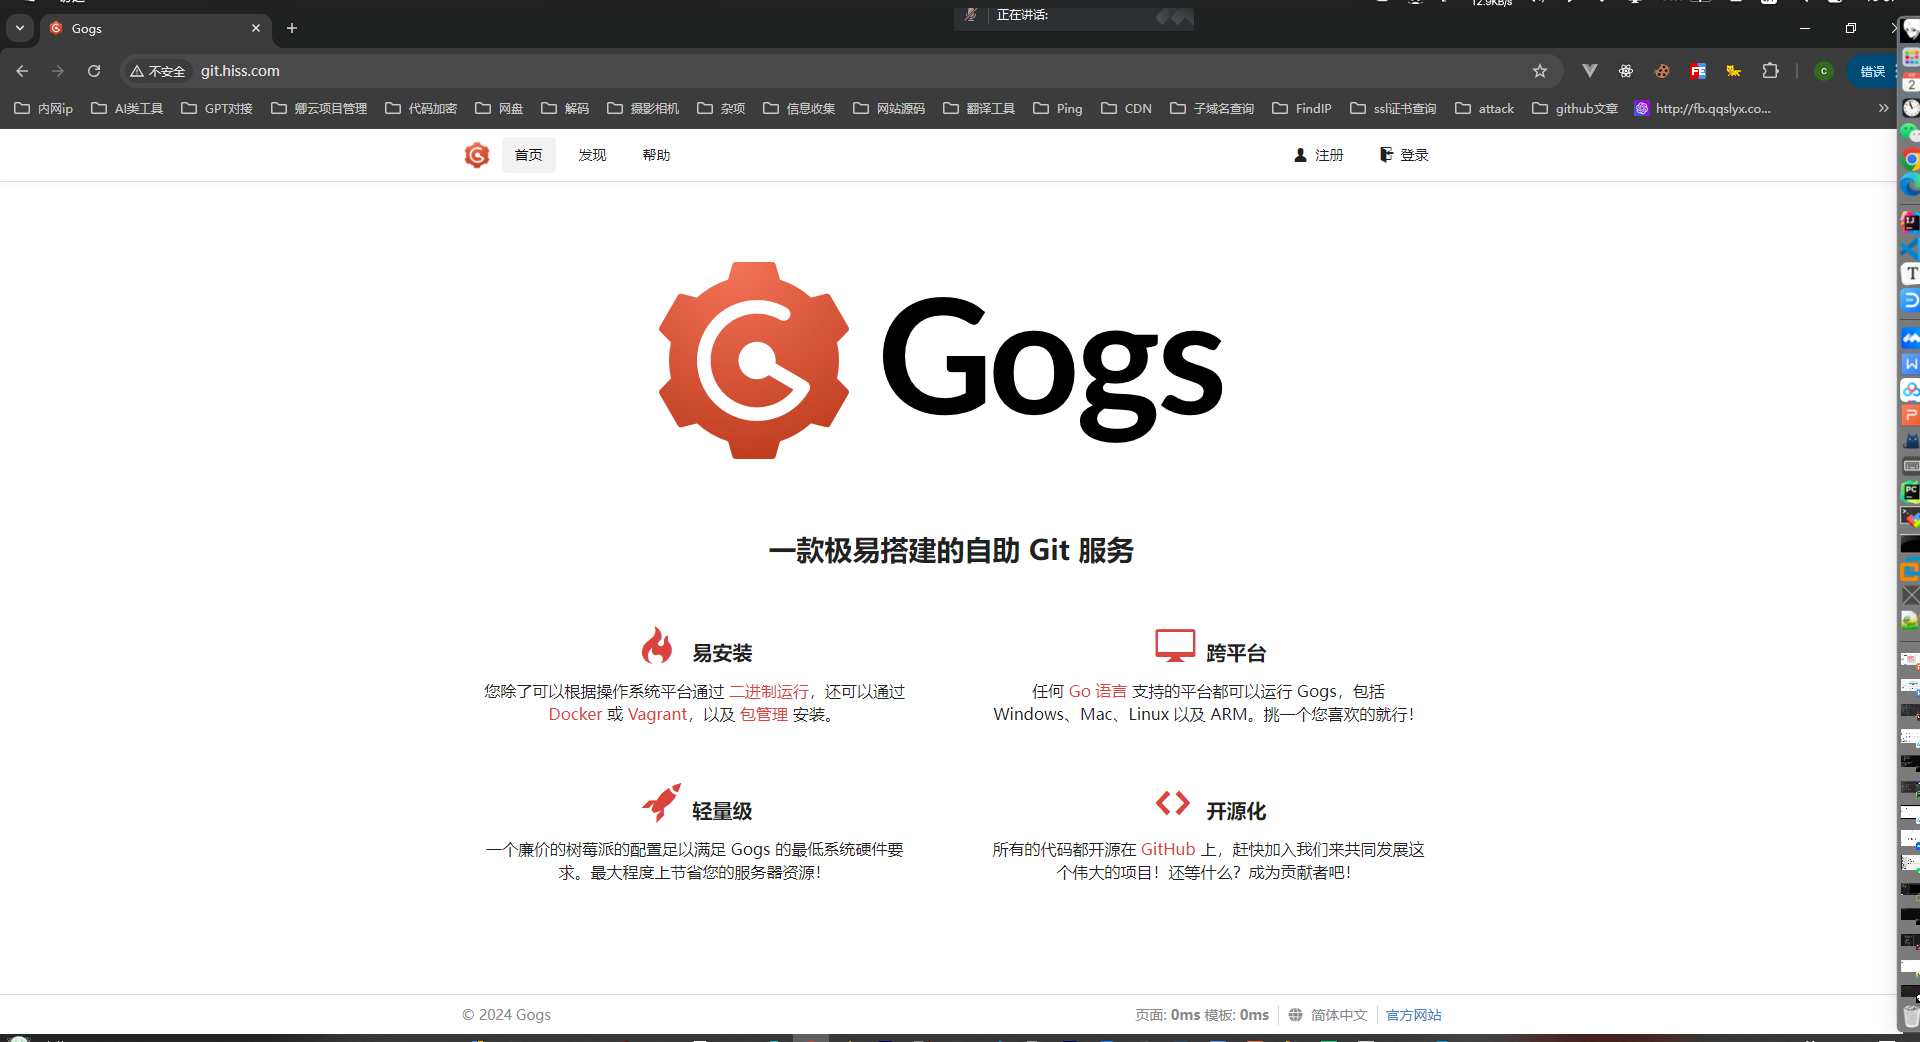 12.9KB/s
正在讲话:
Gogs
不安全
git.hiss.com
错误
内网ip
AI类工具
GPT对接
卿云项目管理
代码加密
网盘
解码
摄影相机
杂项
信息收集
网站源码
翻译工具
Ping
CDN
子域名查询
FindIP
ssl证书查询
attack
github文章
http://fb.qqslyx.co...
首页
发现
帮助
注册
登录
Gogs
一款极易搭建的自助 Git 服务
易安装
您除了可以根据操作系统平台通过 二进制运行，还可以通过
Docker 或 Vagrant，以及 包管理 安装。
跨平台
任何 Go 语言 支持的平台都可以运行 Gogs，包括
Windows、Mac、Linux 以及 ARM。挑一个您喜欢的就行！
轻量级
一个廉价的树莓派的配置足以满足 Gogs 的最低系统硬件要
求。最大程度上节省您的服务器资源！
开源化
所有的代码都开源在 GitHub 上，赶快加入我们来共同发展这
个伟大的项目！还等什么？成为贡献者吧！
© 2024 Gogs
页面: 0ms 模板: 0ms
简体中文
官方网站